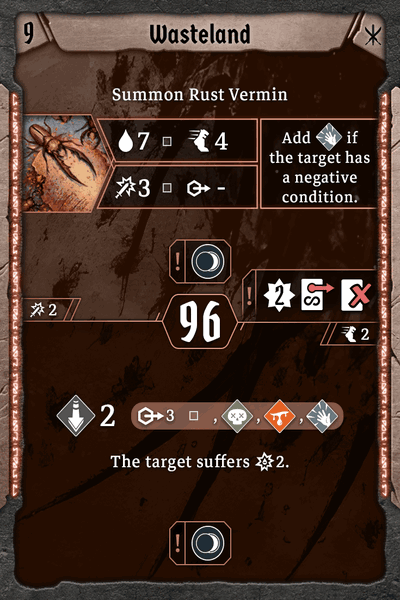 9 Wasteland
Summon Rust Vermin
7 4
3 -
Add if
the target has
a negative
condition.
!
2
96
! 2
2
2 3 , , ,
The target suffers 2.
!